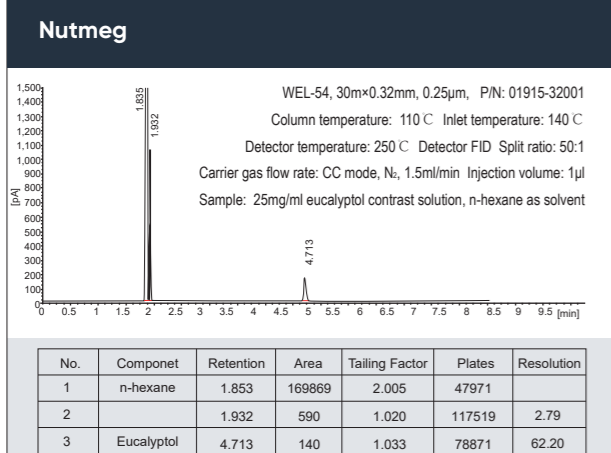 Nutmeg
WEL-54, 30m×0.32mm, 0.25μm, P/N: 01915-32001
Column temperature: 110℃ Inlet temperature: 140℃
Detector temperature: 250℃ Detector FID Split ratio: 50:1
Carrier gas flow rate: CC mode, N₂, 1.5ml/min Injection volume: 1μl
Sample: 25mg/ml eucalyptol contrast solution, n-hexane as solvent
[pA]
1,500
1,400
1,300
1,200
1,100
1,000
900
800
700
600
500
400
300
200
100
0
1.835
1.932
4.713
0 0.5 1 1.5 2 2.5 3 3.5 4 4.5 5 5.5 6 6.5 7 7.5 8 8.5 9 9.5 [min]
No. Componet Retention Area Tailing Factor Plates Resolution
1 n-hexane 1.853 169869 2.005 47971
2 1.932 590 1.020 117519 2.79
3 Eucalyptol 4.713 140 1.033 78871 62.20